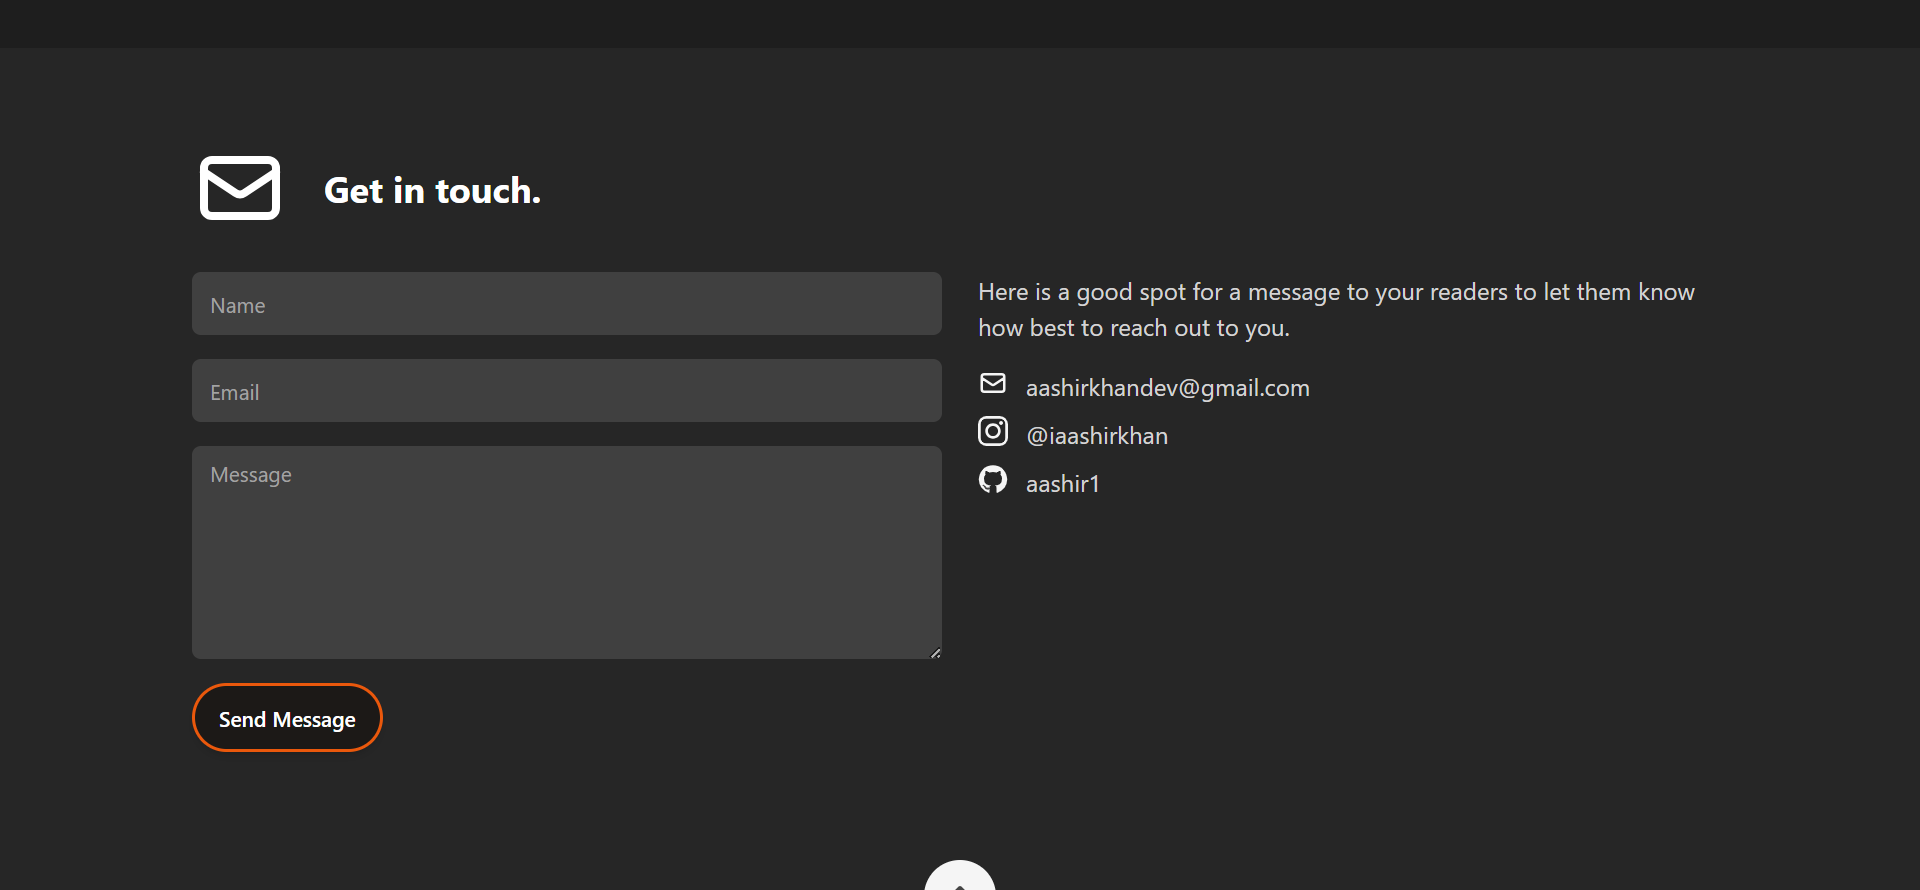 Get in touch.
Name
Email
Message
Send Message
Here is a good spot for a message to your readers to let them know
how best to reach out to you.
aashirkhandev@gmail.com
@iaashirkhan
aashir1